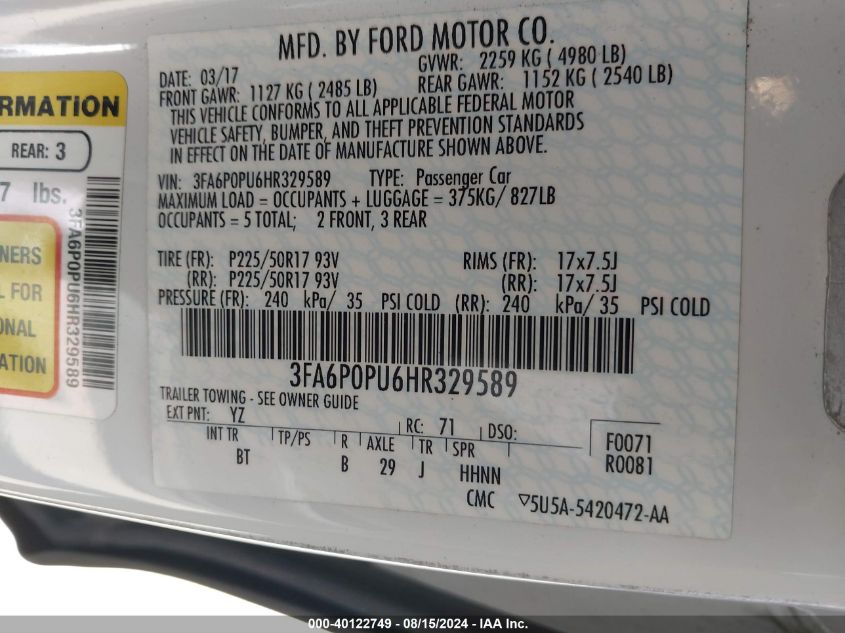 MFD. BY FORD MOTOR CO.
DATE: 03/17
GVWR: 2259 KG ( 4980 LB)
FRONT GAWR: 1127 KG ( 2485 LB)
REAR GAWR: 1152 KG ( 2540 LB)
THIS VEHICLE CONFORMS TO ALL APPLICABLE FEDERAL MOTOR
VEHICLE SAFETY, BUMPER, AND THEFT PREVENTION STANDARDS
IN EFFECT ON THE DATE OF MANUFACTURE SHOWN ABOVE.
VIN: 3FA6P0PU6HR329589 TYPE: Passenger Car
MAXIMUM LOAD = OCCUPANTS + LUGGAGE = 375KG/ 827LB
OCCUPANTS = 5 TOTAL; 2 FRONT, 3 REAR
TIRE (FR): P225/50R17 93V RIMS (FR): 17x7.5J
(RR): P225/50R17 93V (RR): 17x7.5J
PRESSURE (FR): 240 kPa/ 35 PSI COLD (RR): 240 kPa/ 35 PSI COLD
3FA6P0PU6HR329589
TRAILER TOWING - SEE OWNER GUIDE
EXT PNT: YZ RC: 71 DSO:
INT TR TP/PS R AXLE TR SPR
BT B 29 J HHNN
F0071
R0081
CMC ▽5U5A-5420472-AA
RMATION
REAR: 3
7 lbs.
3FA6P0PU6HR329589
NERS
L FOR
ONAL
ATION
000-40122749 - 08/15/2024 - IAA Inc.